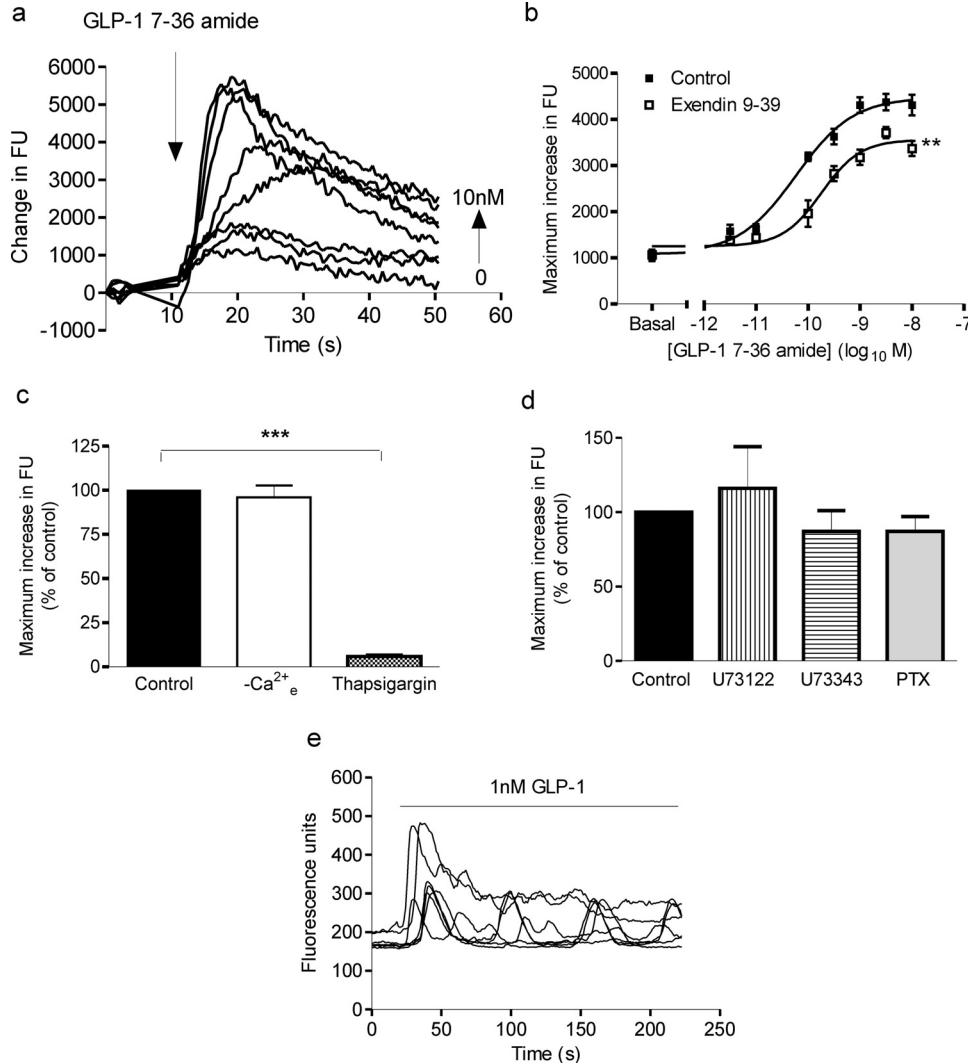 a
GLP-1 7-36 amide
6000
5000
4000
3000
2000
1000
0
-1000
Change in FU
10 20 30 40 50 60
Time (s)
10nM
0
b
Control
Exendin 9-39
5000
4000
3000
2000
1000
0
Maximum increase in FU
**
Basal -12 -11 -10 -9 -8 -7
[GLP-1 7-36 amide] (log10 M)
c
***
125
100
75
50
25
0
Maximum increase in FU
(% of control)
Control -Ca2+e Thapsigargin
d
150
100
50
0
Maximum increase in FU
(% of control)
Control U73122 U73343 PTX
e
1nM GLP-1
600
500
400
300
200
100
0
Fluorescence units
0 50 100 150 200 250
Time (s)